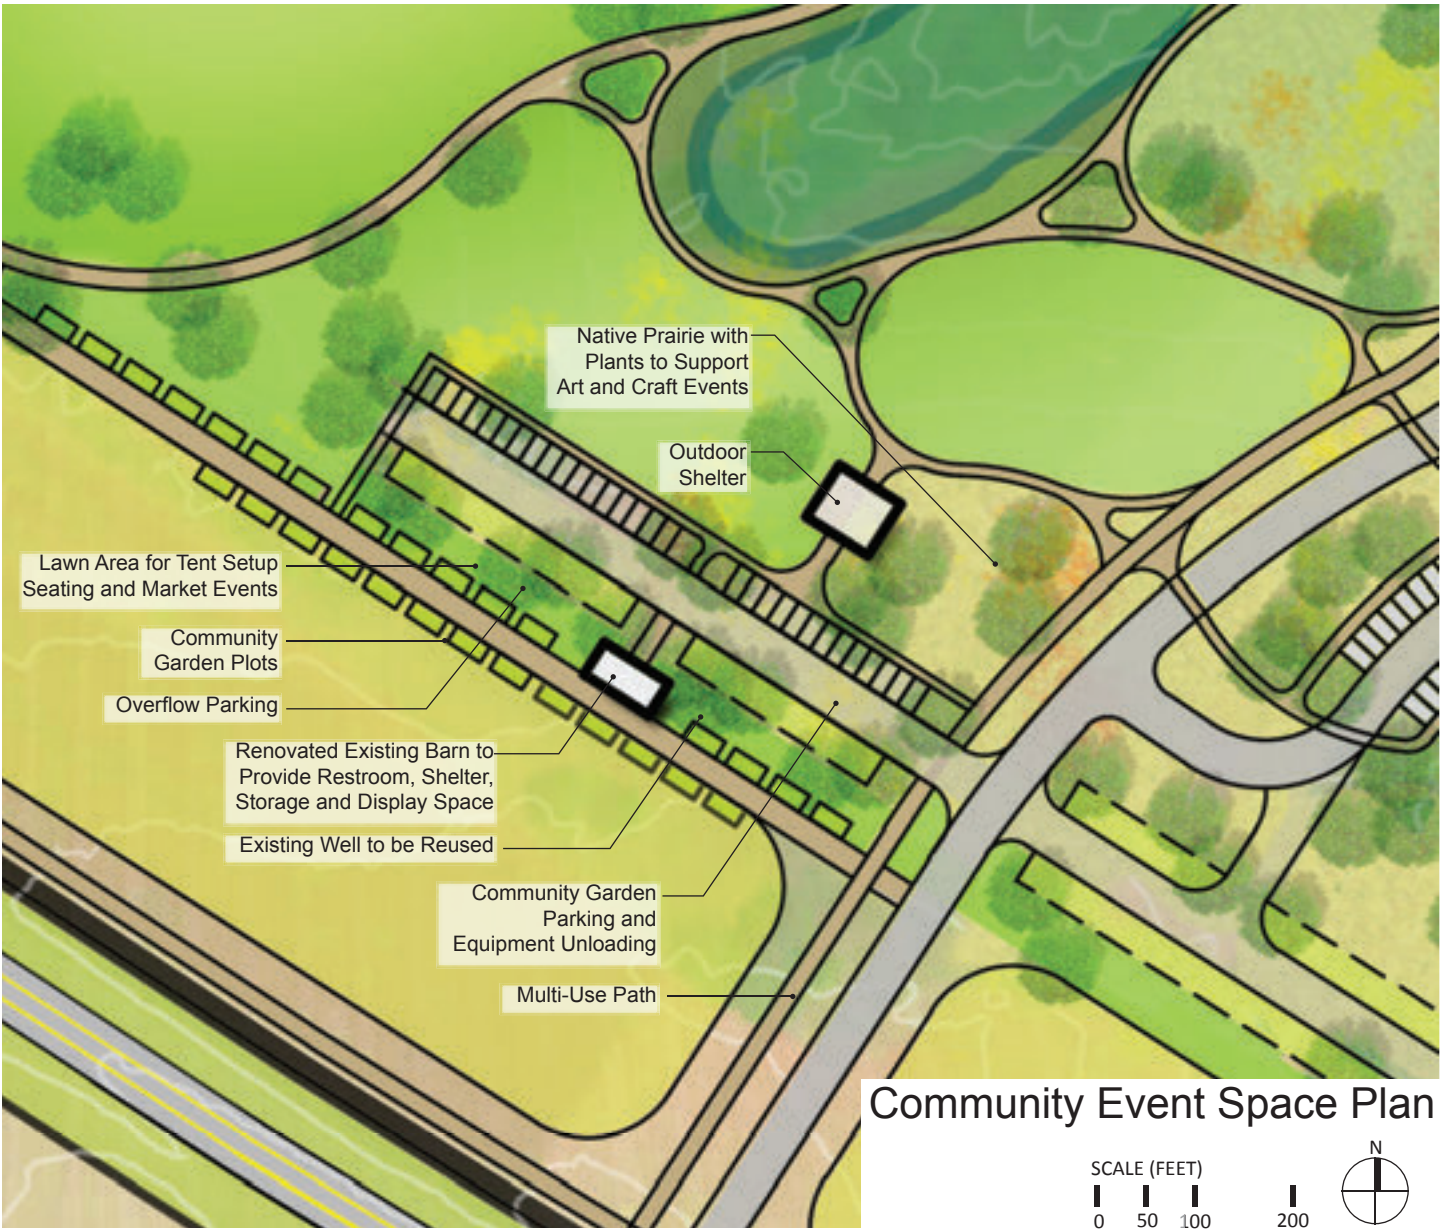 Native Prairie with
Plants to Support
Art and Craft Events
Outdoor
Shelter
Lawn Area for Tent Setup
Seating and Market Events
Community
Garden Plots
Overflow Parking
Renovated Existing Barn to
Provide Restroom, Shelter,
Storage and Display Space
Existing Well to be Reused
Community Garden
Parking and
Equipment Unloading
Multi-Use Path
Community Event Space Plan
N
SCALE (FEET)
0 50 100 200